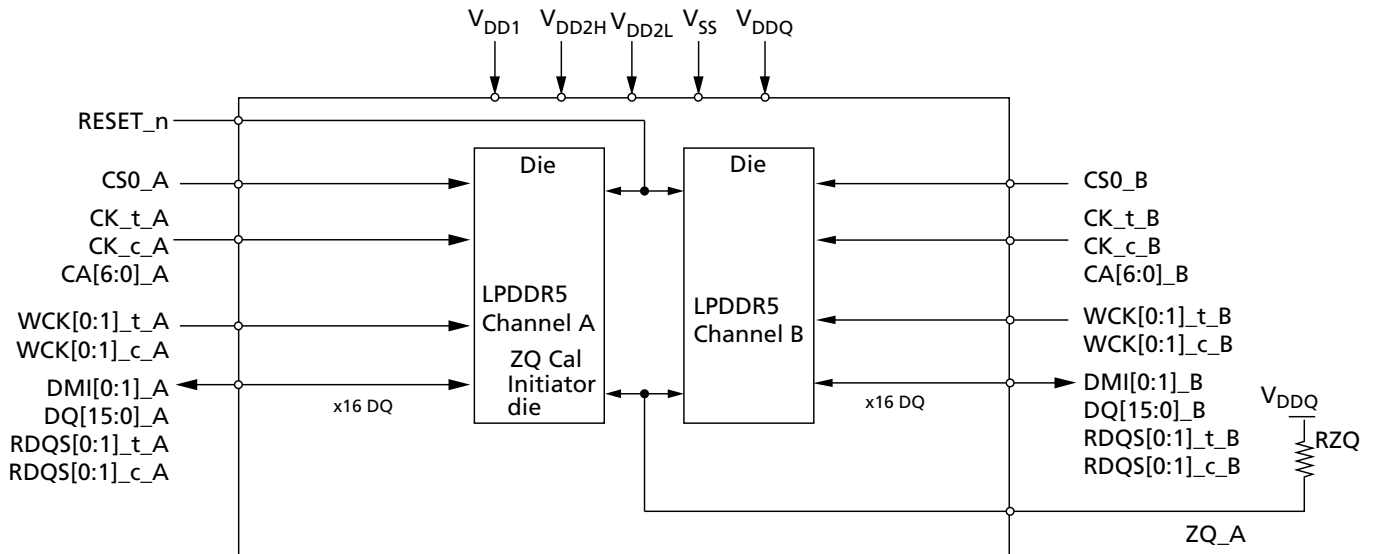 VDD1 VDD2H VDD2L VSS VDDQ
RESET_n
CS0_A
CK_t_A
CK_c_A
CA[6:0]_A
WCK[0:1]_t_A
WCK[0:1]_c_A
DMI[0:1]_A
DQ[15:0]_A
RDQS[0:1]_t_A
RDQS[0:1]_c_A
x16 DQ
Die
LPDDR5
Channel A
ZQ Cal
Initiator
die
Die
LPDDR5
Channel B
x16 DQ
CS0_B
CK_t_B
CK_c_B
CA[6:0]_B
WCK[0:1]_t_B
WCK[0:1]_c_B
DMI[0:1]_B
DQ[15:0]_B
RDQS[0:1]_t_B
RDQS[0:1]_c_B
VDDQ
RZQ
ZQ_A